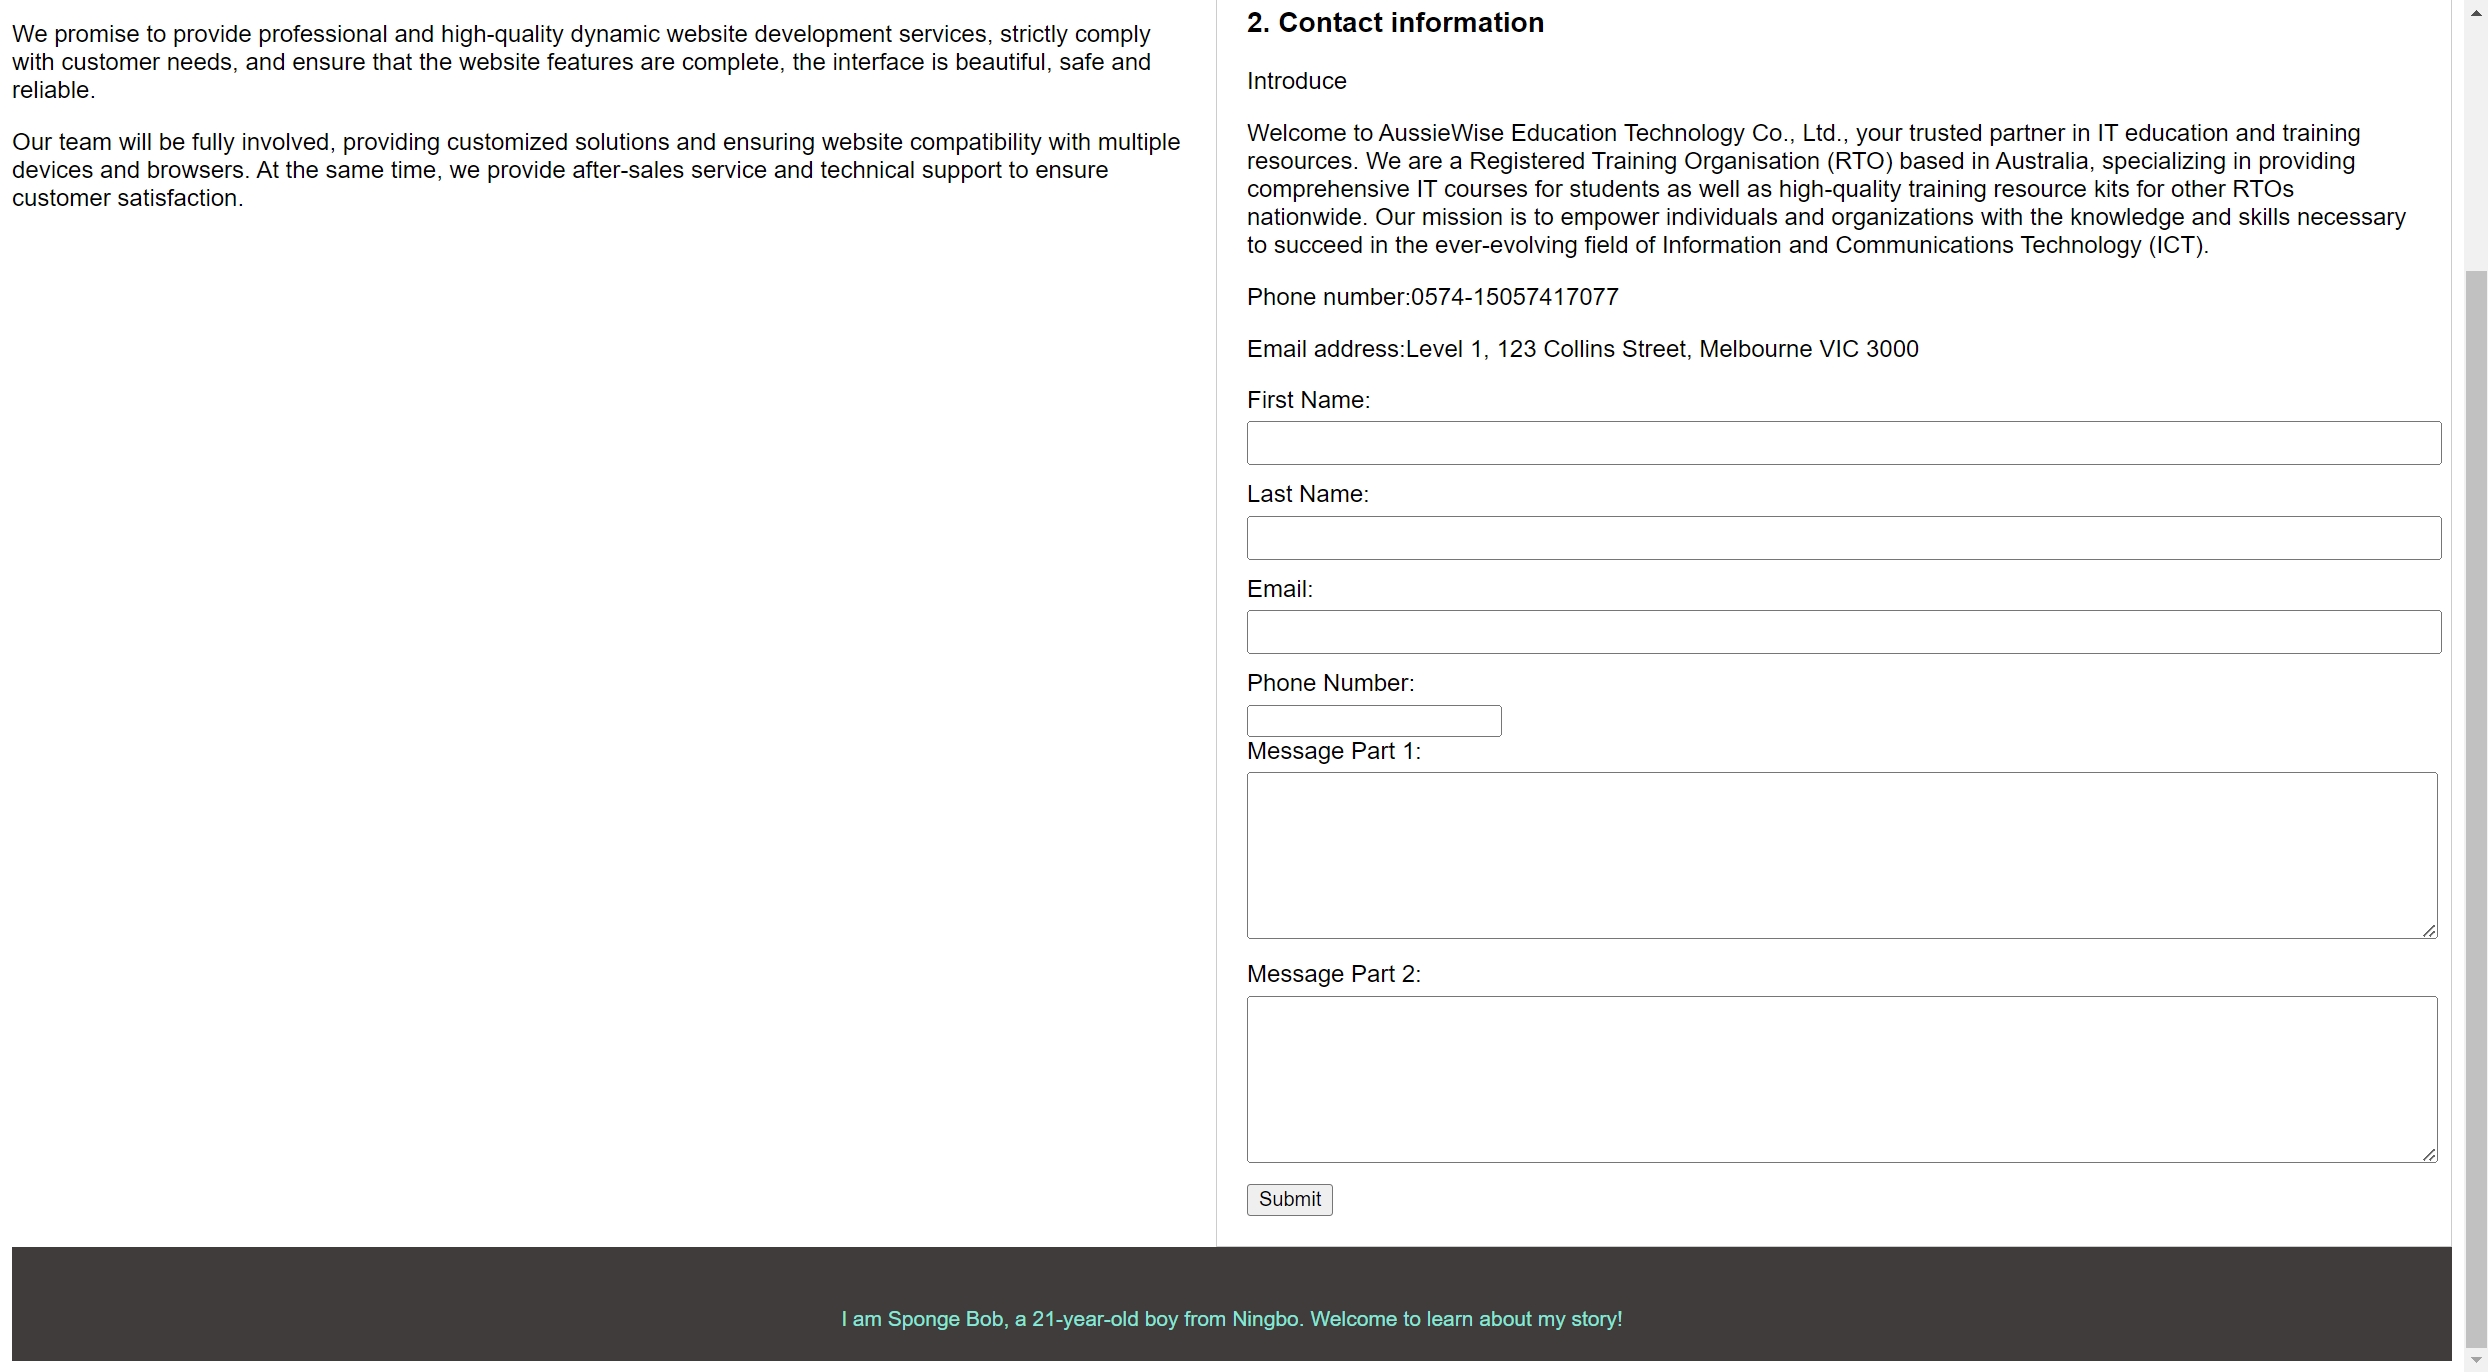 We promise to provide professional and high-quality dynamic website development services, strictly comply
with customer needs, and ensure that the website features are complete, the interface is beautiful, safe and
reliable.
Our team will be fully involved, providing customized solutions and ensuring website compatibility with multiple
devices and browsers. At the same time, we provide after-sales service and technical support to ensure
customer satisfaction.
2. Contact information
Introduce
Welcome to AussieWise Education Technology Co., Ltd., your trusted partner in IT education and training
resources. We are a Registered Training Organisation (RTO) based in Australia, specializing in providing
comprehensive IT courses for students as well as high-quality training resource kits for other RTOs
nationwide. Our mission is to empower individuals and organizations with the knowledge and skills necessary
to succeed in the ever-evolving field of Information and Communications Technology (ICT).
Phone number:0574-15057417077
Email address:Level 1, 123 Collins Street, Melbourne VIC 3000
First Name:
Last Name:
Email:
Phone Number:
Message Part 1:
Message Part 2:
Submit
I am Sponge Bob, a 21-year-old boy from Ningbo. Welcome to learn about my story!